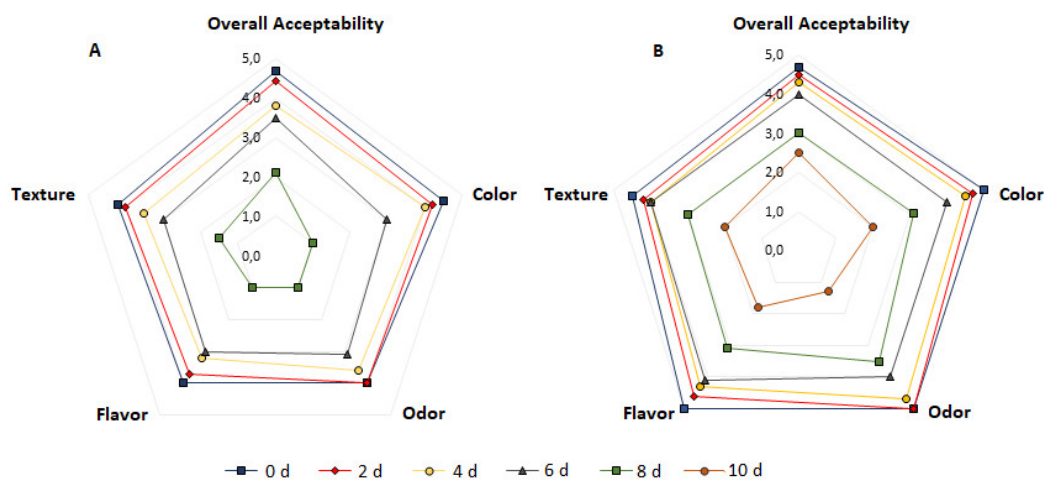 Overall Acceptability
A
5,0
4,0
3,0
2,0
1,0
0,0
Texture
Color
Flavor
Odor
Overall Acceptability
B
5,0
4,0
3,0
2,0
1,0
0,0
Texture
Color
Flavor
Odor
0 d 2 d 4 d 6 d 8 d 10 d